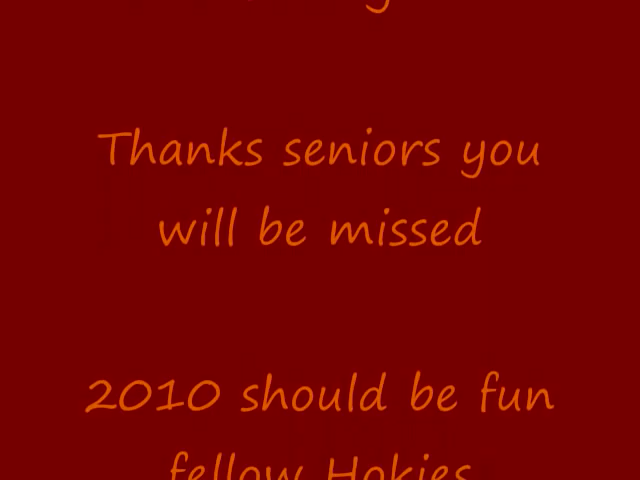 Thanks seniors you
will be missed
2010 should be fun
fellow Hokies